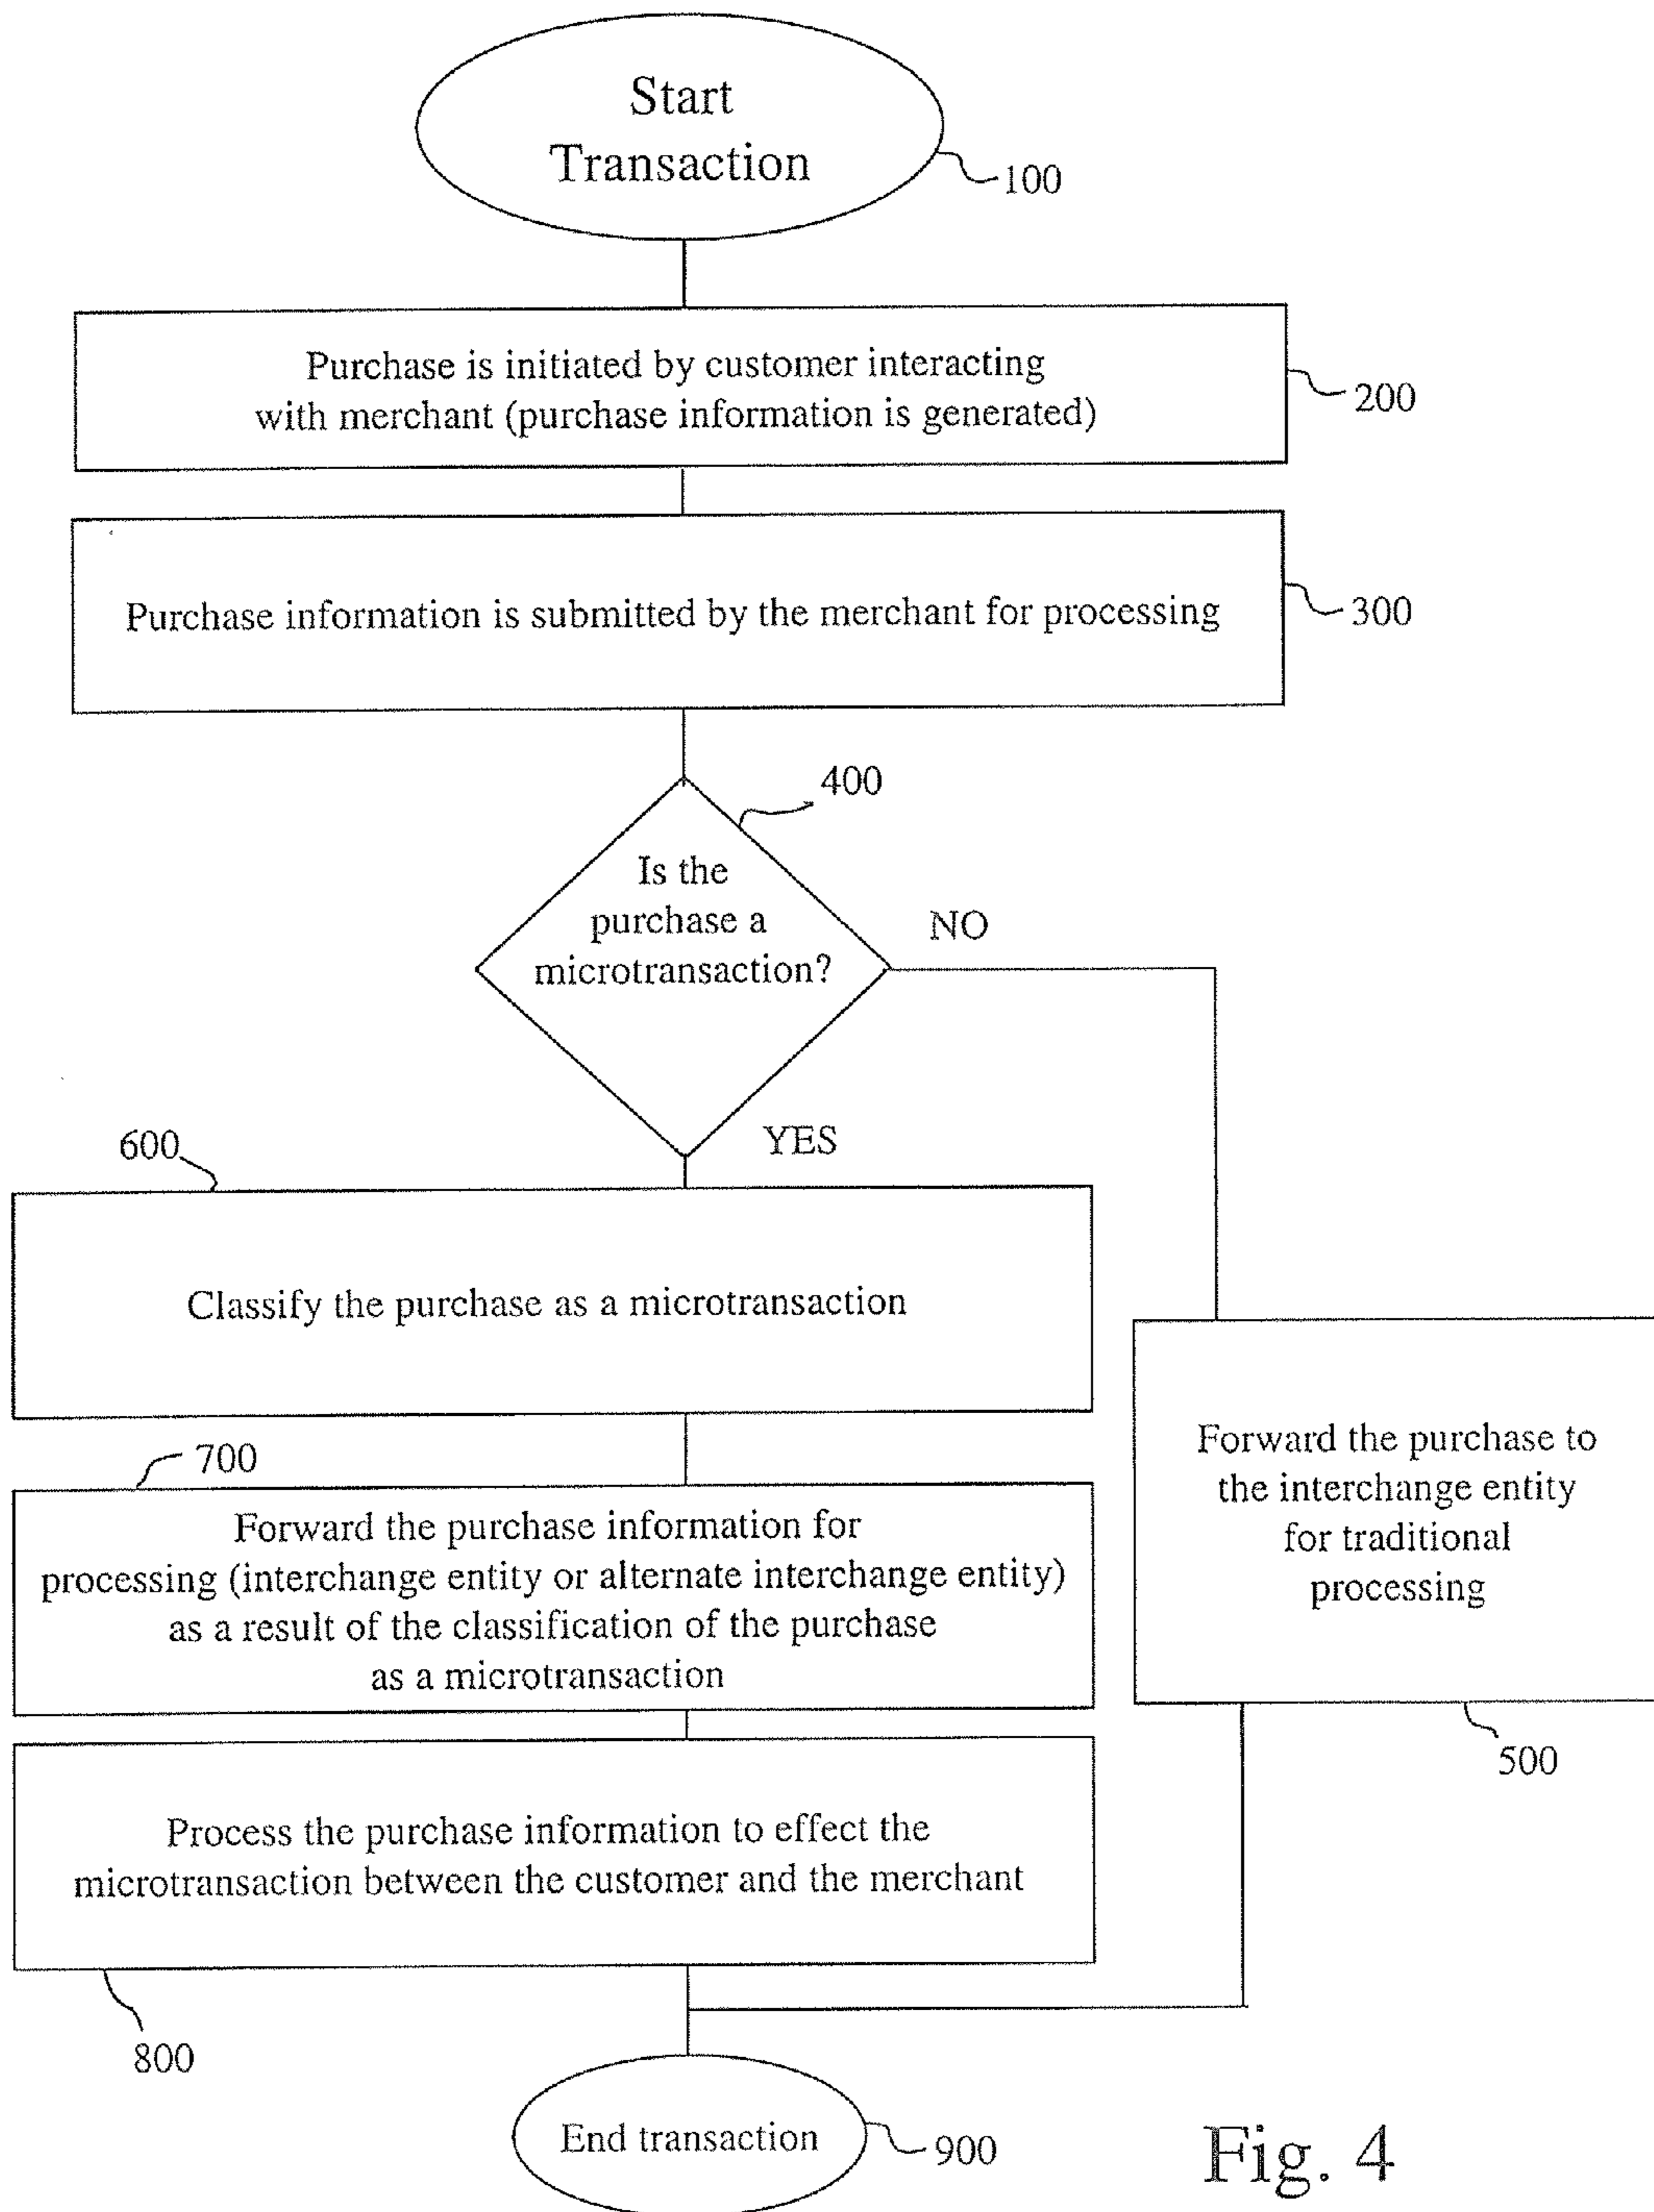 Start
Transaction
100
Purchase is initiated by customer interacting
with merchant (purchase information is generated)
200
Purchase information is submitted by the merchant for processing
300
400
Is the
purchase a
microtransaction?
NO
YES
600
Classify the purchase as a microtransaction
700
Forward the purchase information for
processing (interchange entity or alternate interchange entity)
as a result of the classification of the purchase
as a microtransaction
Forward the purchase to
the interchange entity
for traditional
processing
500
Process the purchase information to effect the
microtransaction between the customer and the merchant
800
End transaction
900
Fig. 4